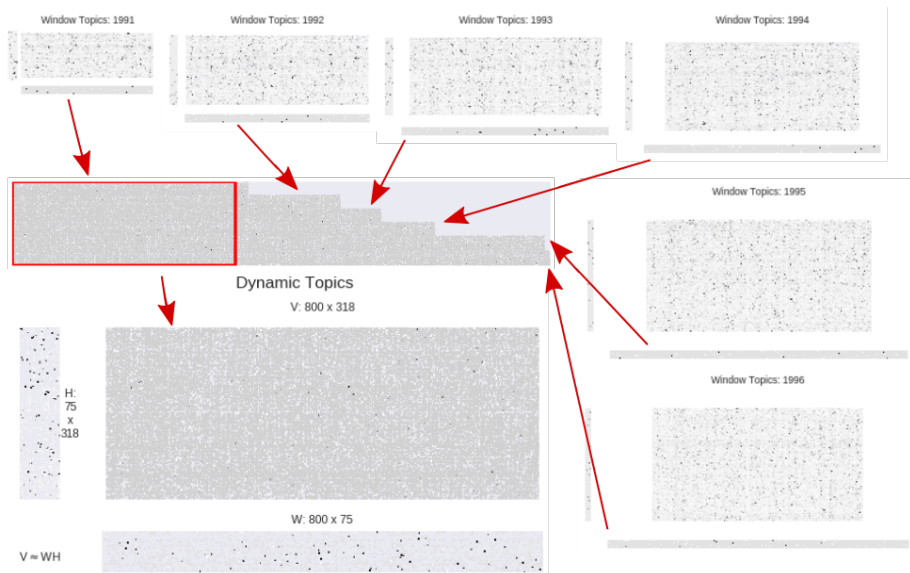 Window Topics: 1991
Window Topics: 1992
Window Topics: 1993
Window Topics: 1994
Window Topics: 1995
Dynamic Topics
V: 800 x 318
H:
75
x
318
Window Topics: 1996
W: 800 x 75
V ≈ WH